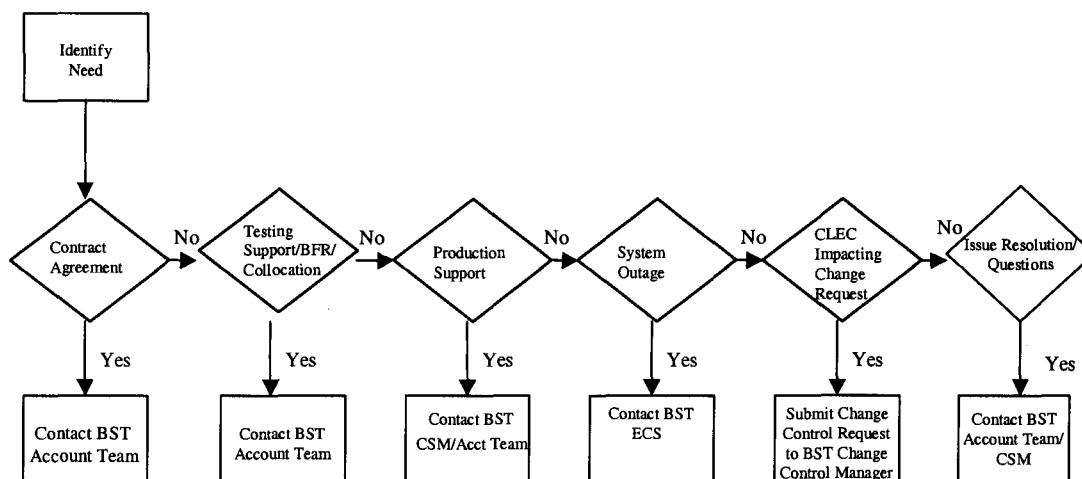 Identify
Need
Contract
Agreement
No
Testing
Support/BFR/
Collocation
No
Production
Support
No
System
Outage
No
CLEC
Impacting
Change
Request
No
Issue Resolution/
Questions
Yes
Yes
Yes
Yes
Yes
Yes
Contact BST
Account Team
Contact BST
Account Team
Contact BST
CSM/Acct Team
Contact BST
ECS
Submit Change
Control Request
to BST Change
Control Manager
Contact BST
Account Team/
CSM